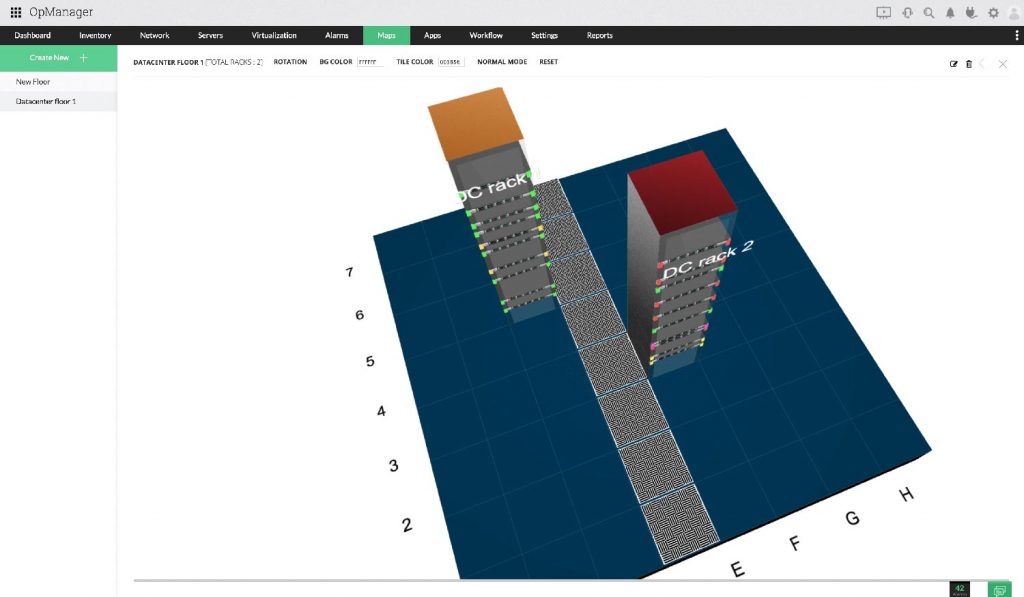 OpManager
Dashboard Inventory Network Servers Virtualization Alarms Maps Apps Workflow Settings Reports
Create New +
New Floor
Datacenter floor 1
DATACENTER FLOOR 1 [TOTAL RACKS : 2] ROTATION BG COLOR FFFFFF TILE COLOR 003B5E NORMAL MODE RESET
DC rack
DC rack 2
7
6
5
4
3
2
E
F
G
H
42